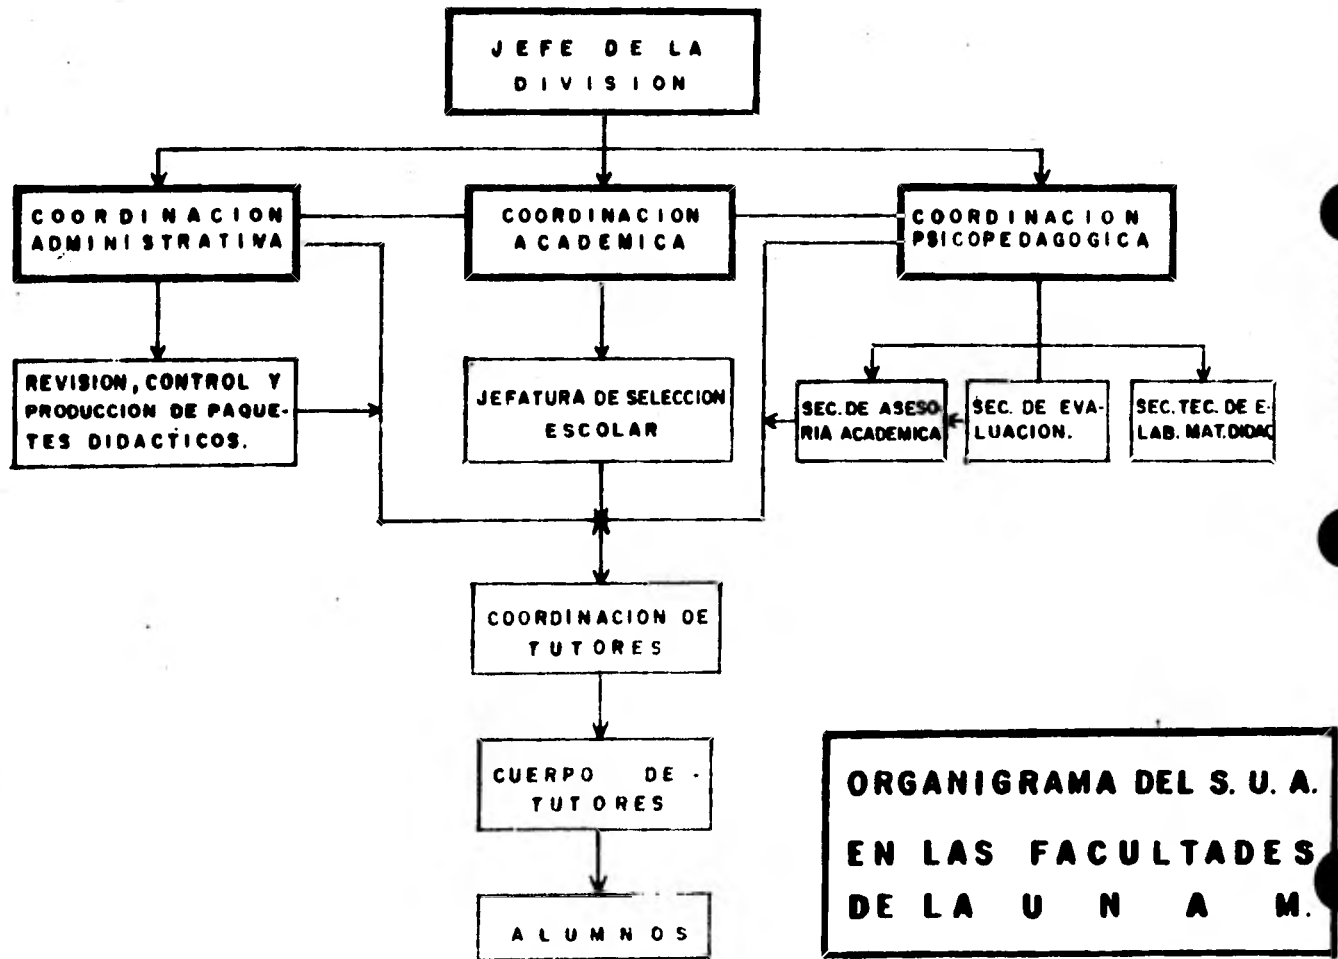 JEFE DE LA
DIVISION
COORDINACION
ADMINISTRATIVA
COORDINACION
ACADEMICA
COORDINACION
PSICOPEDAGOGICA
REVISION, CONTROL Y
PRODUCCION DE PAQUE-
TES DIDACTICOS.
JEFATURA DE SELECCION
ESCOLAR
SEC. DE ASESO-
RIA ACADEMICA
SEC. DE EVA-
LUACION.
SEC. TEC. DE E-
LAB. MAT. DIDAC
COORDINACION DE
TUTORES
CUERPO DE -
TUTORES
ALUMNOS
ORGANIGRAMA DEL S. U. A.
EN LAS FACULTADES
DE LA U N A M.